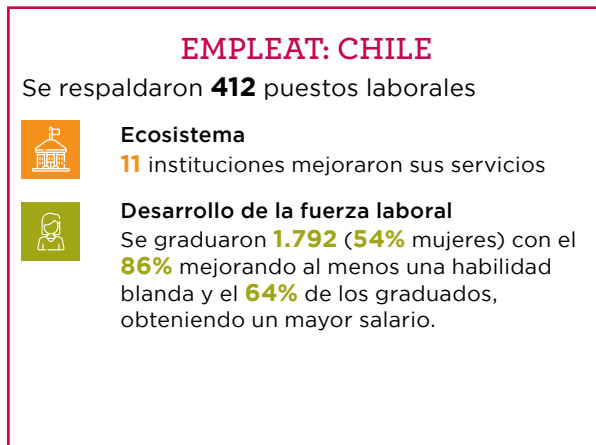 EMPLEAT: CHILE
Se respaldaron 412 puestos laborales
Ecosistema
11 instituciones mejoraron sus servicios
Desarrollo de la fuerza laboral
Se graduaron 1.792 (54% mujeres) con el
86% mejorando al menos una habilidad
blanda y el 64% de los graduados,
obteniendo un mayor salario.